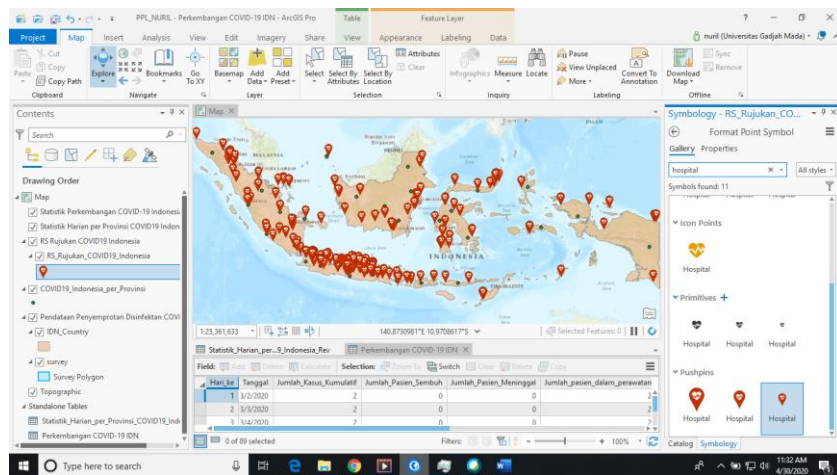 PPL_NURIL - Perkembangan COVID-19 IDN - ArcGIS Pro
Table
Feature Layer
?
Project
Map
Insert
Analysis
View
Edit
Imagery
Share
View
Appearance
Labeling
Data
nuril (Universitas Gadjah Mada)
Cut
Copy
Paste
Copy Path
Explore
Bookmarks
Go To XY
Basemap
Add Data
Add Preset
Select
Select By Attributes
Select By Location
Attributes
Clear
Infographics
Measure
Locate
Pause
View Unplaced
More
Convert To Annotation
Download Map
Sync
Remove
Clipboard
Navigate
Layer
Selection
Inquiry
Labeling
Offline
Contents
Search
Drawing Order
Map
Statistik Perkembangan COVID-19 Indonesi
Statistik Harian per Provinsi COVID19 Indon
RS Rujukan COVID19 Indonesia
RS_Rujukan_COVID19_Indonesia
COVID19_Indonesia_per_Provinsi
Pendataan Penyemprotan Disinfektan COVI
IDN_Country
survey
Survey Polygon
Topographic
Standalone Tables
Statistik_Harian_per_Provinsi_COVID19_Ind
Perkembangan COVID-19 IDN
Map
MALAYSIA
INDONESIA
1:25,361,633
140.8730981°E 10.9708617°S
Selected Features: 0
Statistik_Harian_per...9_Indonesia_Rev
Perkembangan COVID-19 IDN
Field:
Add
Delete
Calculate
Selection:
Zoom To
Switch
Clear
Delete
Copy
Hari_ke
Tanggal
Jumlah_Kasus_Kumulatif
Jumlah_Pasien_Sembuh
Jumlah_Pasien_Meninggal
Jumlah_pasien_dalam_perawatan
1 3/2/2020 2 0 0 2
2 3/3/2020 2 0 0 2
3 3/4/2020 2 0 0 2
0 of 89 selected
Filters:
100%
Symbology - RS_Rujukan_CO...
Format Point Symbol
Gallery
Properties
hospital
All styles
Symbols found: 11
Icon Points
Hospital
Primitives
Hospital
Hospital
Hospital
Pushpins
Hospital
Hospital
Hospital
Catalog
Symbology
Type here to search
11:32 AM
4/30/2020